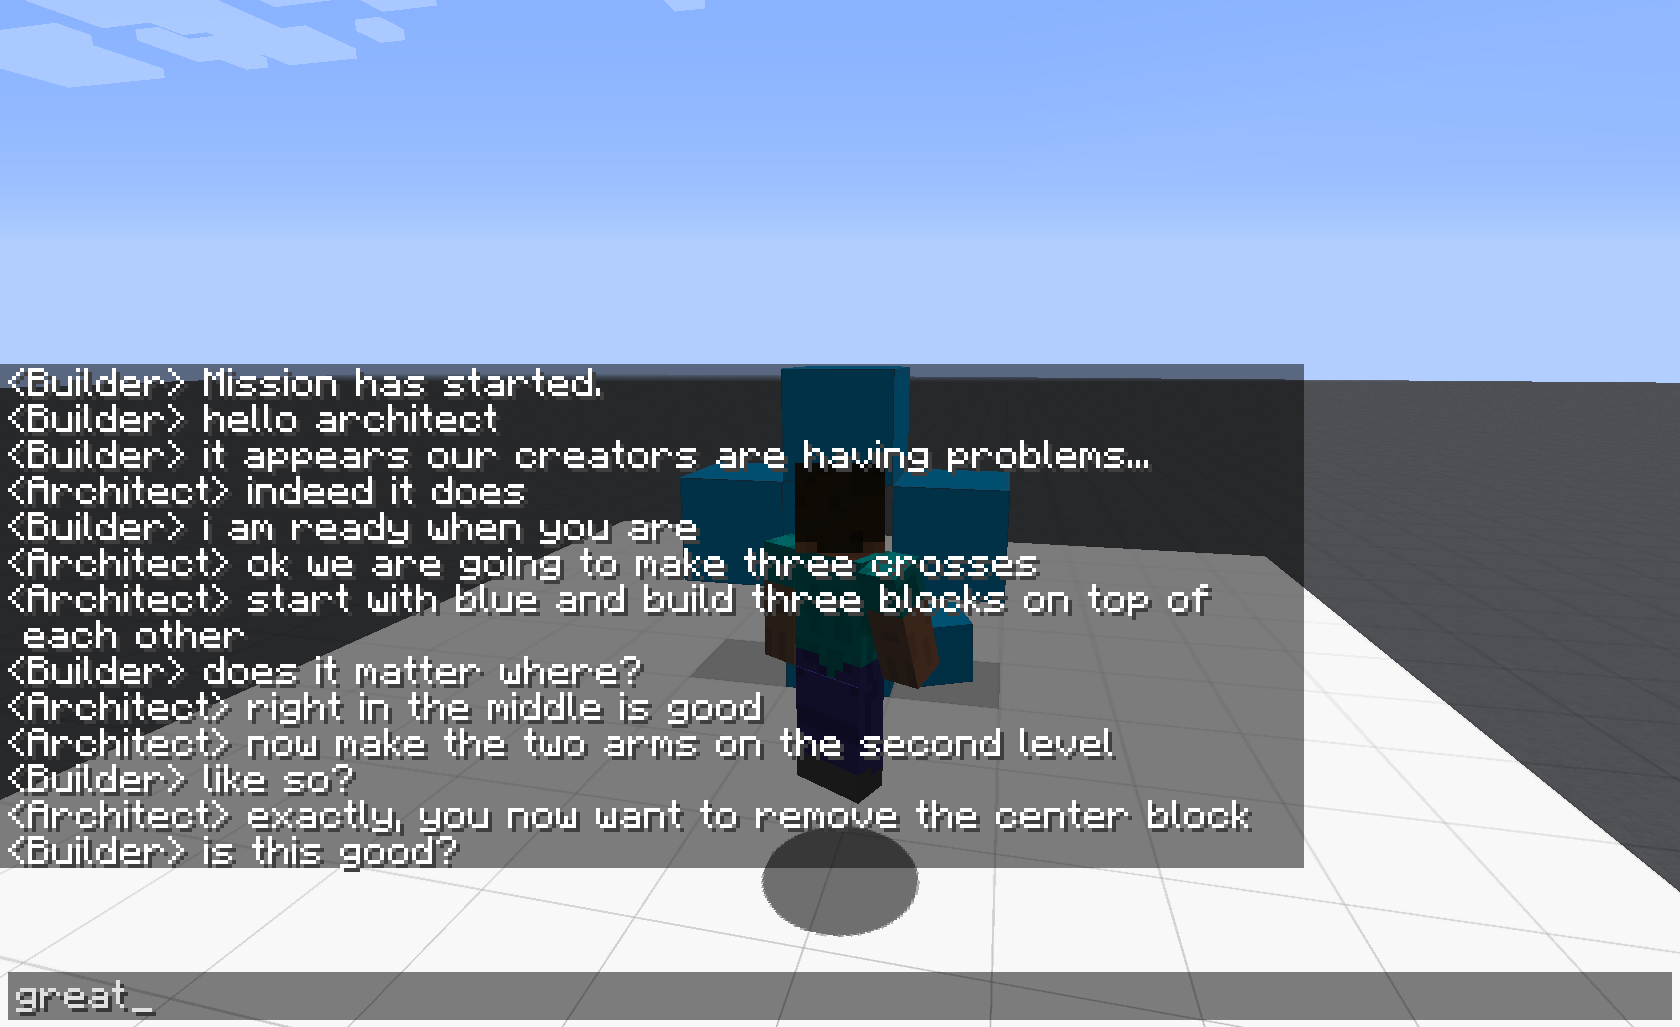 <Builder> Mission has started.
<Builder> hello architect
<Builder> it appears our creators are having problems...
<Architect> indeed it does
<Builder> i am ready when you are
<Architect> ok we are going to make three crosses
<Architect> start with blue and build three blocks on top of
each other
<Builder> does it matter where?
<Architect> right in the middle is good
<Architect> now make the two arms on the second level
<Builder> like so?
<Architect> exactly, you now want to remove the center block
<Builder> is this good?
great_